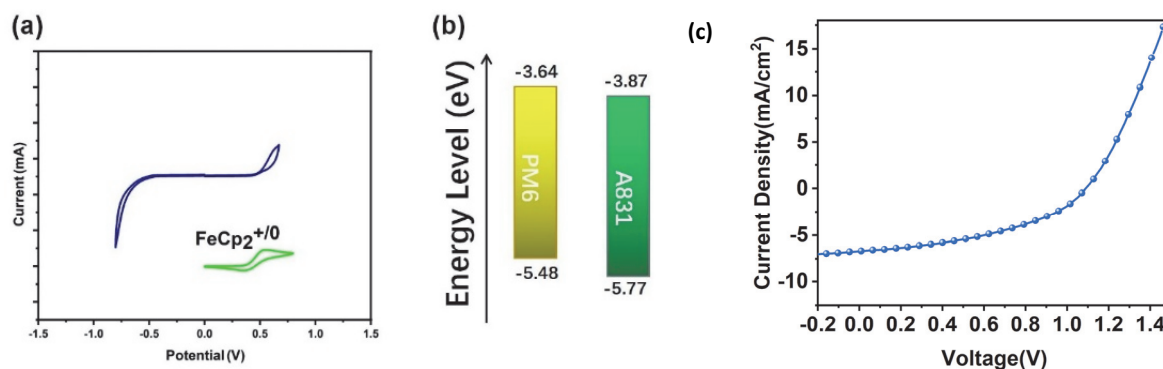 (a)
Current (mA)
FeCp2+/0
-1.5 -1.0 -0.5 0.0 0.5 1.0 1.5
Potential (V)
(b)
Energy Level (eV)
-3.64
PM6
-5.48
-3.87
A831
-5.77
(c)
Current Density(mA/cm2)
15
10
5
0
-5
-10
-0.2 0.0 0.2 0.4 0.6 0.8 1.0 1.2 1.4
Voltage(V)